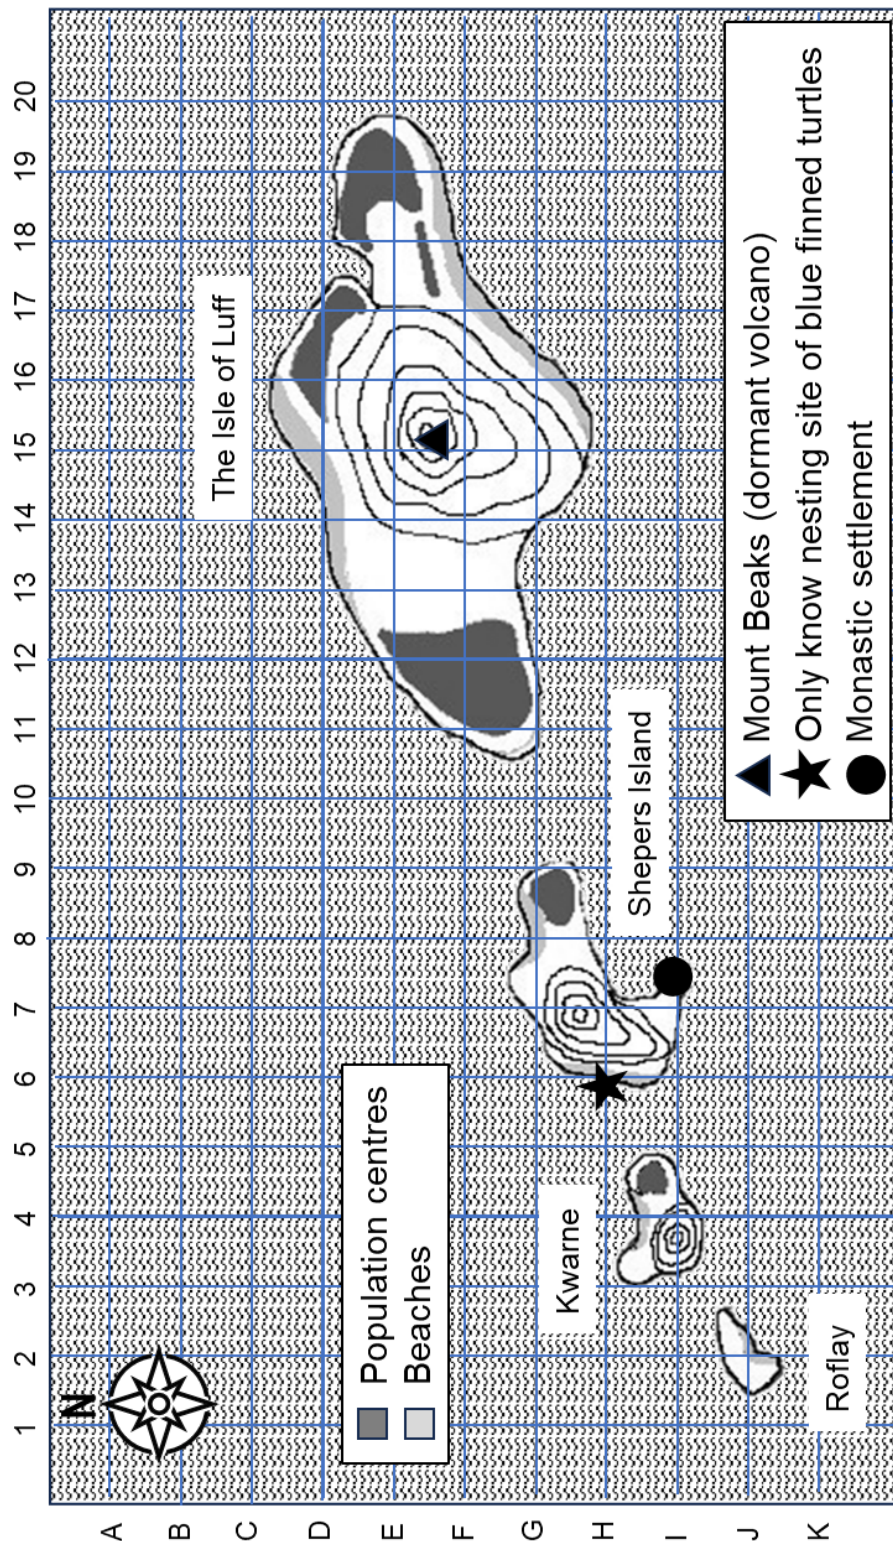 1 2 3 4 5 6 7 8 9 10 11 12 13 14 15 16 17 18 19 20
N
A
B
C
D
E
F
G
H
I
J
K
The Isle of Luff
Population centres
Beaches
Kwarne
Shepers Island
Roflay
Mount Beaks (dormant volcano)
Only know nesting site of blue finned turtles
Monastic settlement